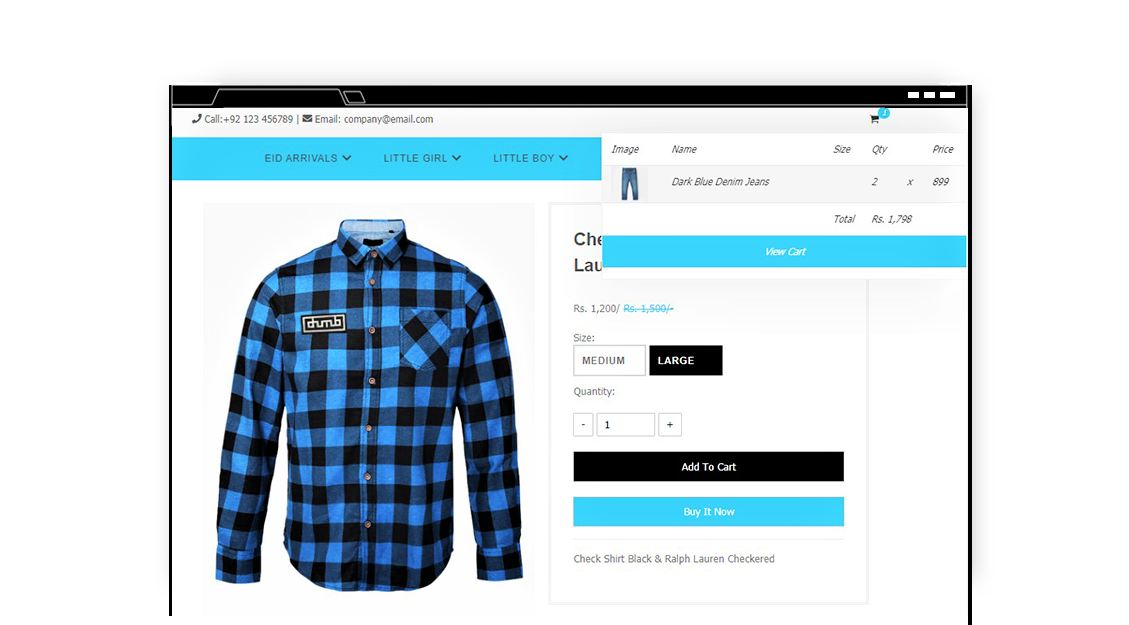 Call:+92 123 456789 | Email: company@email.com
1
EID ARRIVALS LITTLE GIRL LITTLE BOY
Image Name Size Qty Price
Dark Blue Denim Jeans 2 x 899
Total Rs. 1,798
View Cart
dumb
Rs. 1,200/ Rs. 1,500/-
Size:
MEDIUM LARGE
Quantity:
- 1 +
Add To Cart
Buy It Now
Check Shirt Black & Ralph Lauren Checkered